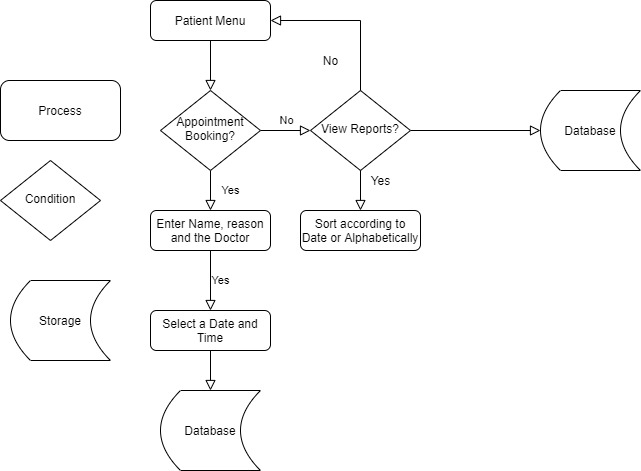 Patient Menu
No
Process
Appointment
Booking?
No
View Reports?
Database
Yes
Yes
Condition
Enter Name, reason
and the Doctor
Sort according to
Date or Alphabetically
Yes
Storage
Select a Date and
Time
Database